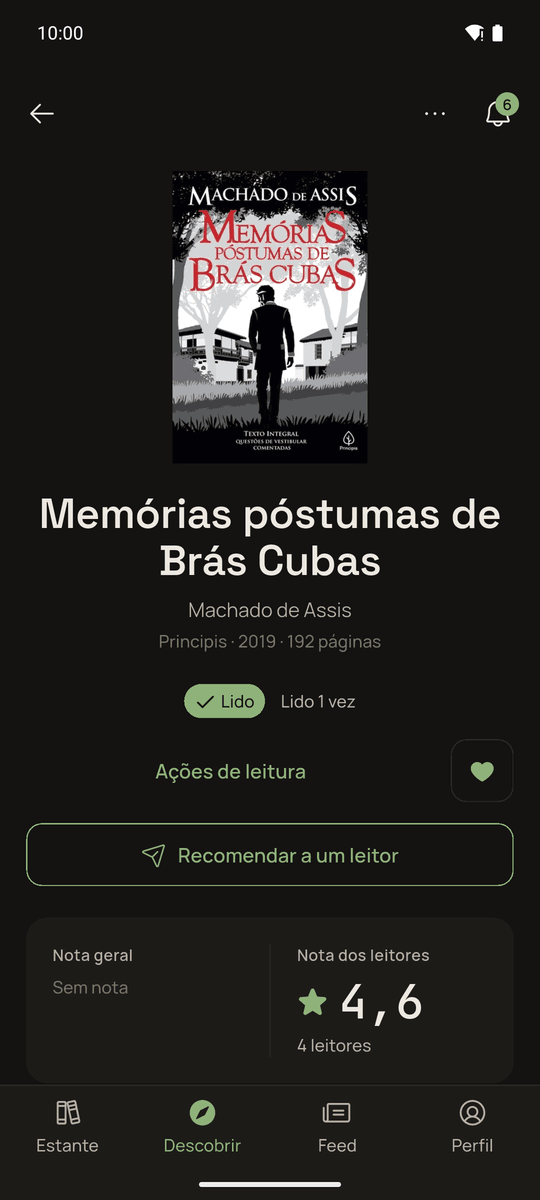 10:00
6
MACHADO DE ASSIS
MEMÓRIAS
PÓSTUMAS DE
BRÁS CUBAS
TEXTO INTEGRAL
QUESTÕES DE VESTIBULAR
COMENTADAS
Principis
Memórias póstumas de
Brás Cubas
Machado de Assis
Principis · 2019 · 192 páginas
Lido
Lido 1 vez
Ações de leitura
Recomendar a um leitor
Nota geral
Sem nota
Nota dos leitores
4,6
4 leitores
Estante
Descobrir
Feed
Perfil